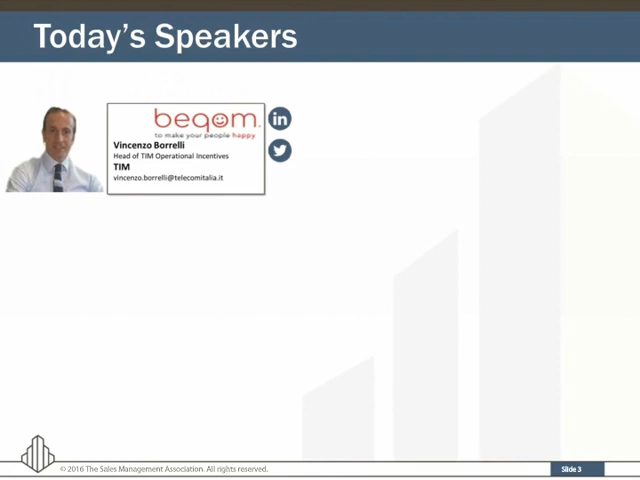 Today's Speakers
beqom.
to make your people happy
Vincenzo Borrelli
Head of TIM Operational Incentives
TIM
vincenzo.borrelli@telecomitalia.it
in
© 2016 The Sales Management Association. All rights reserved.
Slide 3